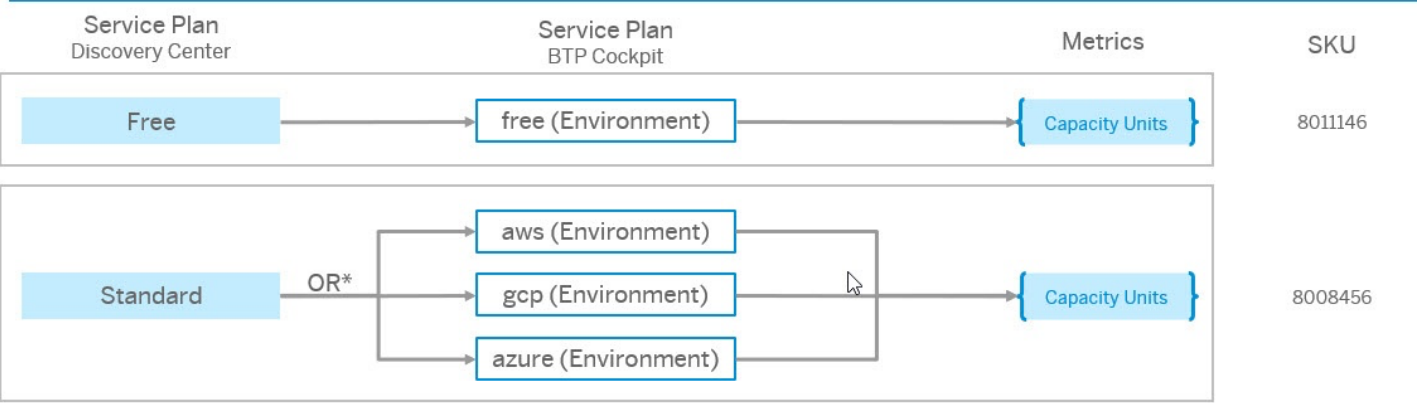 Service Plan
Discovery Center
Service Plan
BTP Cockpit
Metrics
SKU
Free
free (Environment)
Capacity Units
8011146
aws (Environment)
OR*
Standard
gcp (Environment)
Capacity Units
8008456
azure (Environment)